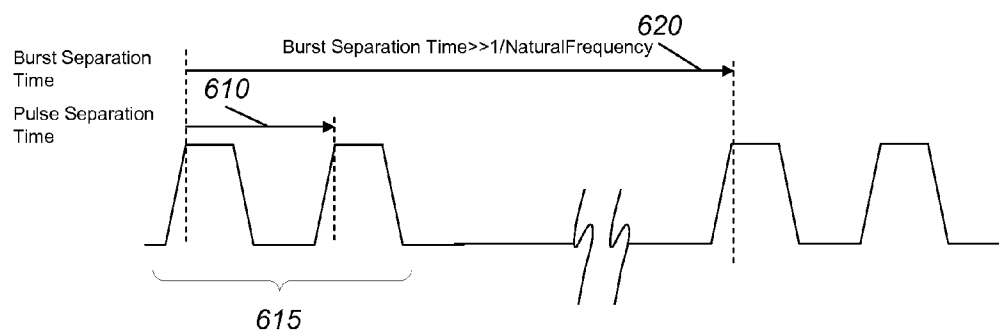 620
Burst Separation Time>>1/NaturalFrequency
Burst Separation
Time
610
Pulse Separation
Time
615